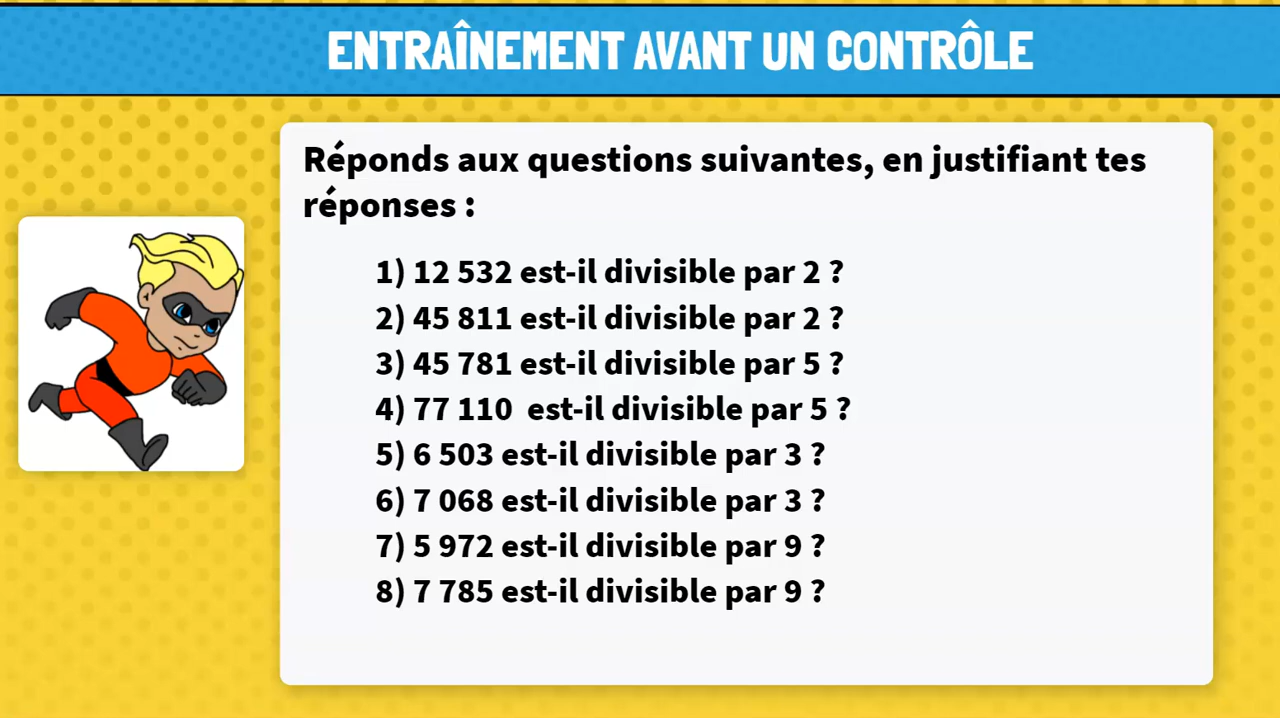 ENTRAÎNEMENT AVANT UN CONTRÔLE
Réponds aux questions suivantes, en justifiant tes
réponses :
1) 12 532 est-il divisible par 2 ?
2) 45 811 est-il divisible par 2 ?
3) 45 781 est-il divisible par 5 ?
4) 77 110 est-il divisible par 5 ?
5) 6 503 est-il divisible par 3 ?
6) 7 068 est-il divisible par 3 ?
7) 5 972 est-il divisible par 9 ?
8) 7 785 est-il divisible par 9 ?